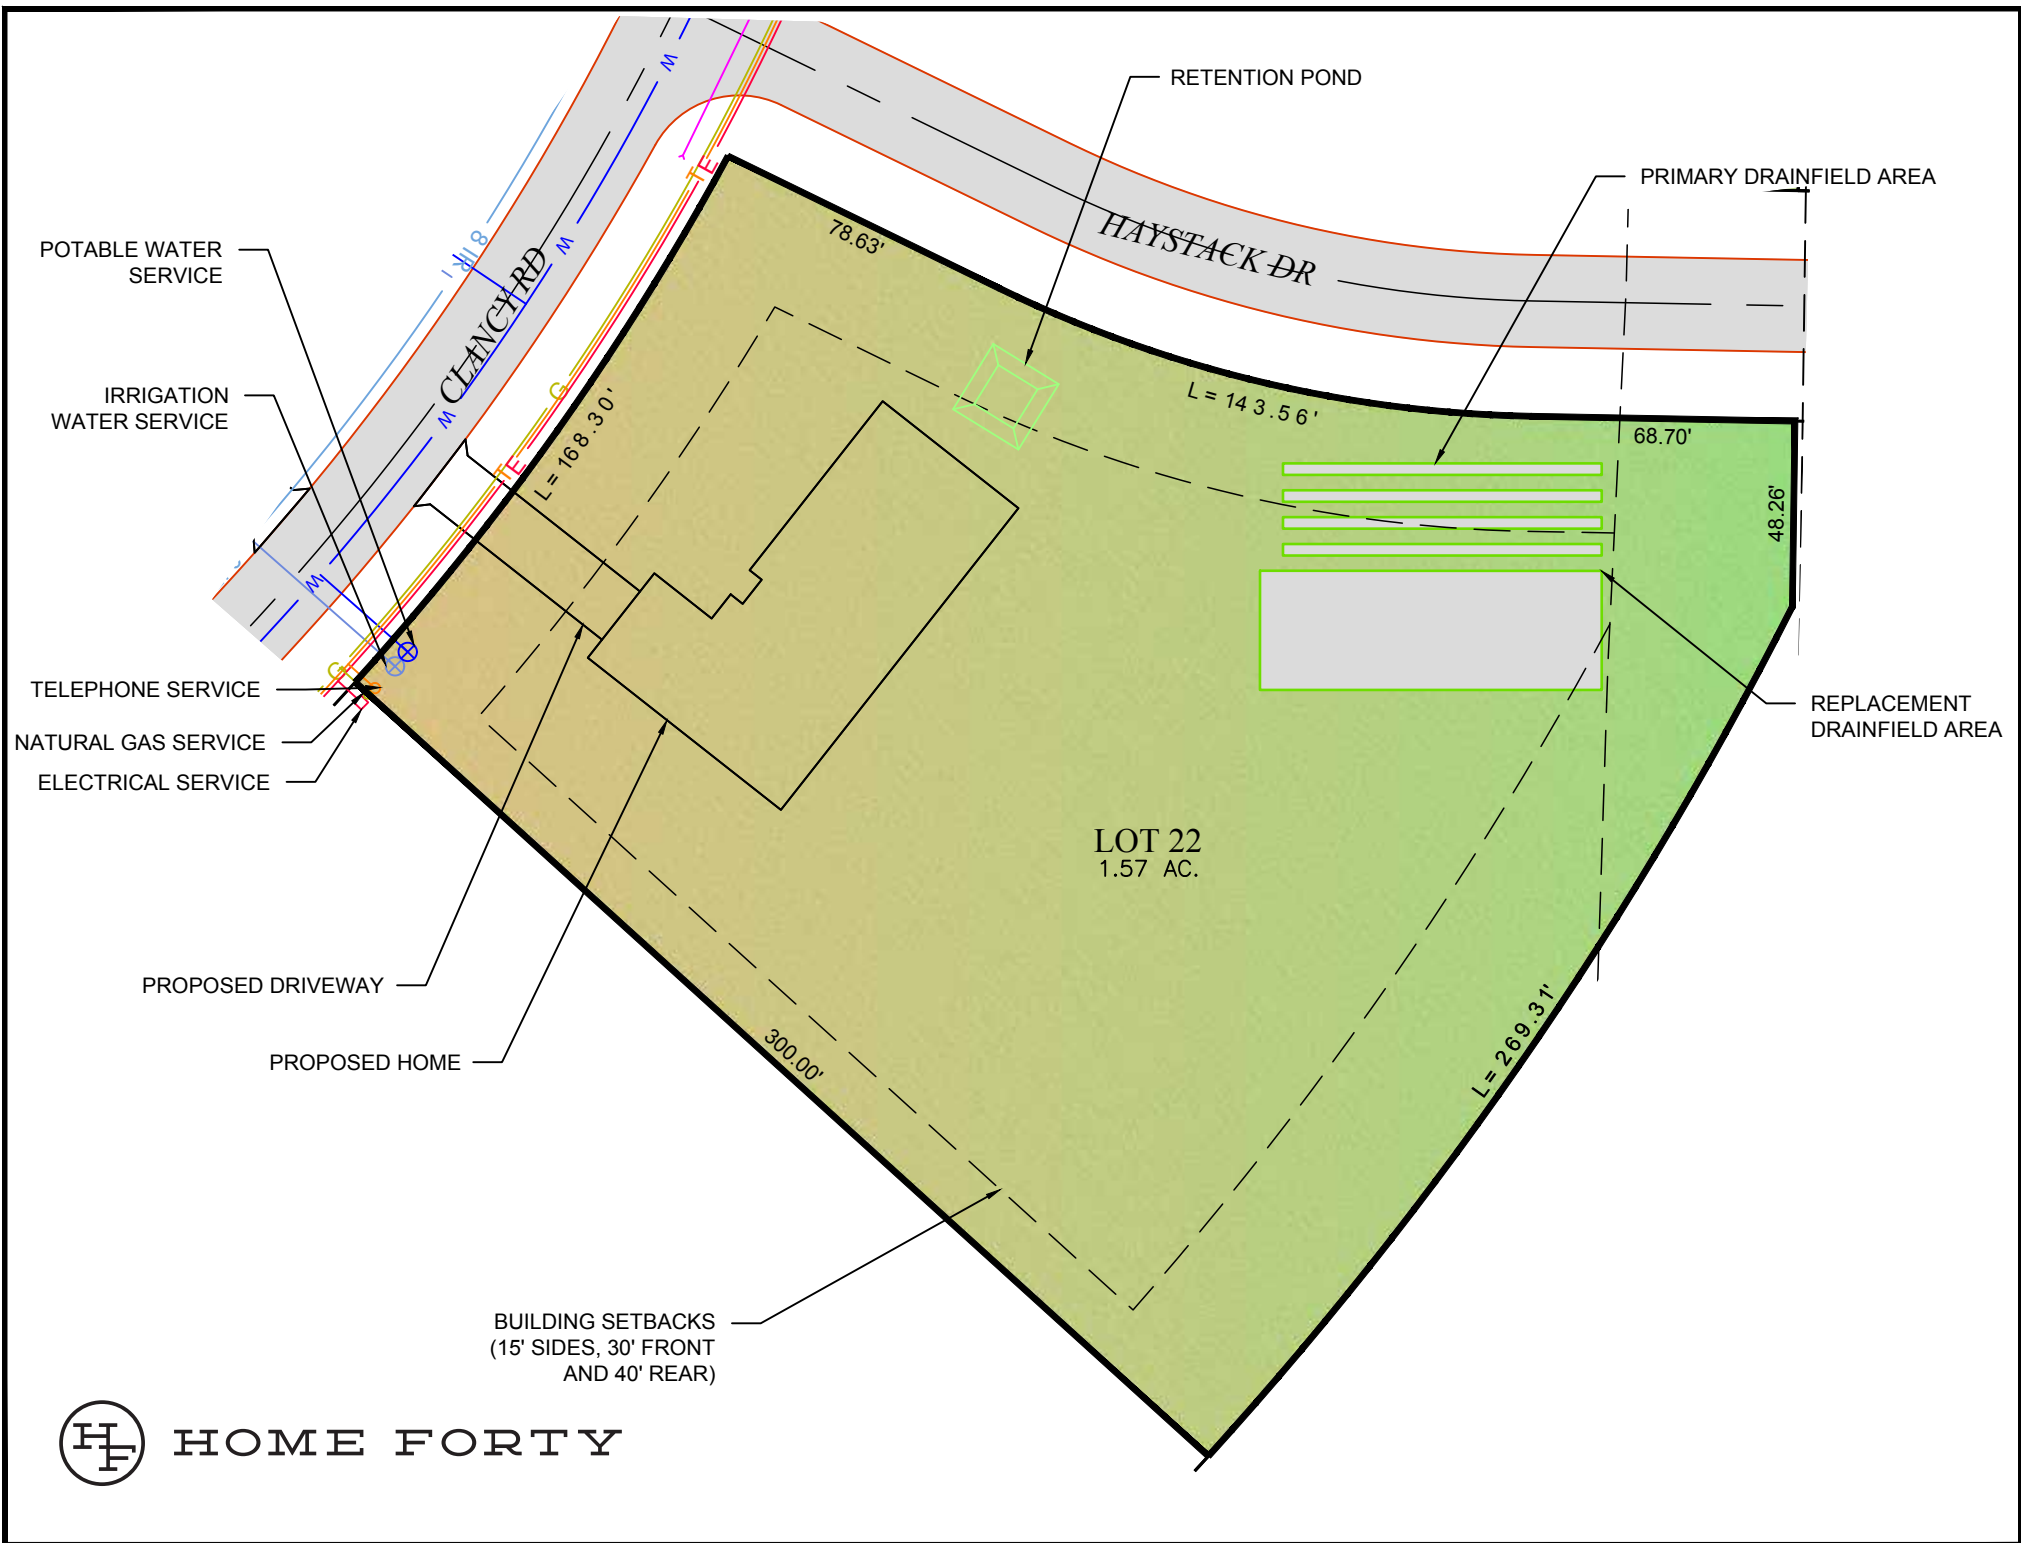 RETENTION POND
PRIMARY DRAINFIELD AREA
POTABLE WATER
SERVICE
IRRIGATION
WATER SERVICE
TELEPHONE SERVICE
NATURAL GAS SERVICE
ELECTRICAL SERVICE
PROPOSED DRIVEWAY
PROPOSED HOME
BUILDING SETBACKS
(15' SIDES, 30' FRONT
AND 40' REAR)
REPLACEMENT
DRAINFIELD AREA
CLANCY RD
HAYSTACK DR
78.63'
L = 143.56'
68.70'
48.26'
L = 168.30'
L = 269.31'
300.00'
LOT 22
1.57 AC.
W
W
W
W
8 IR
T
E
G
T
E
G
HF
HOME FORTY